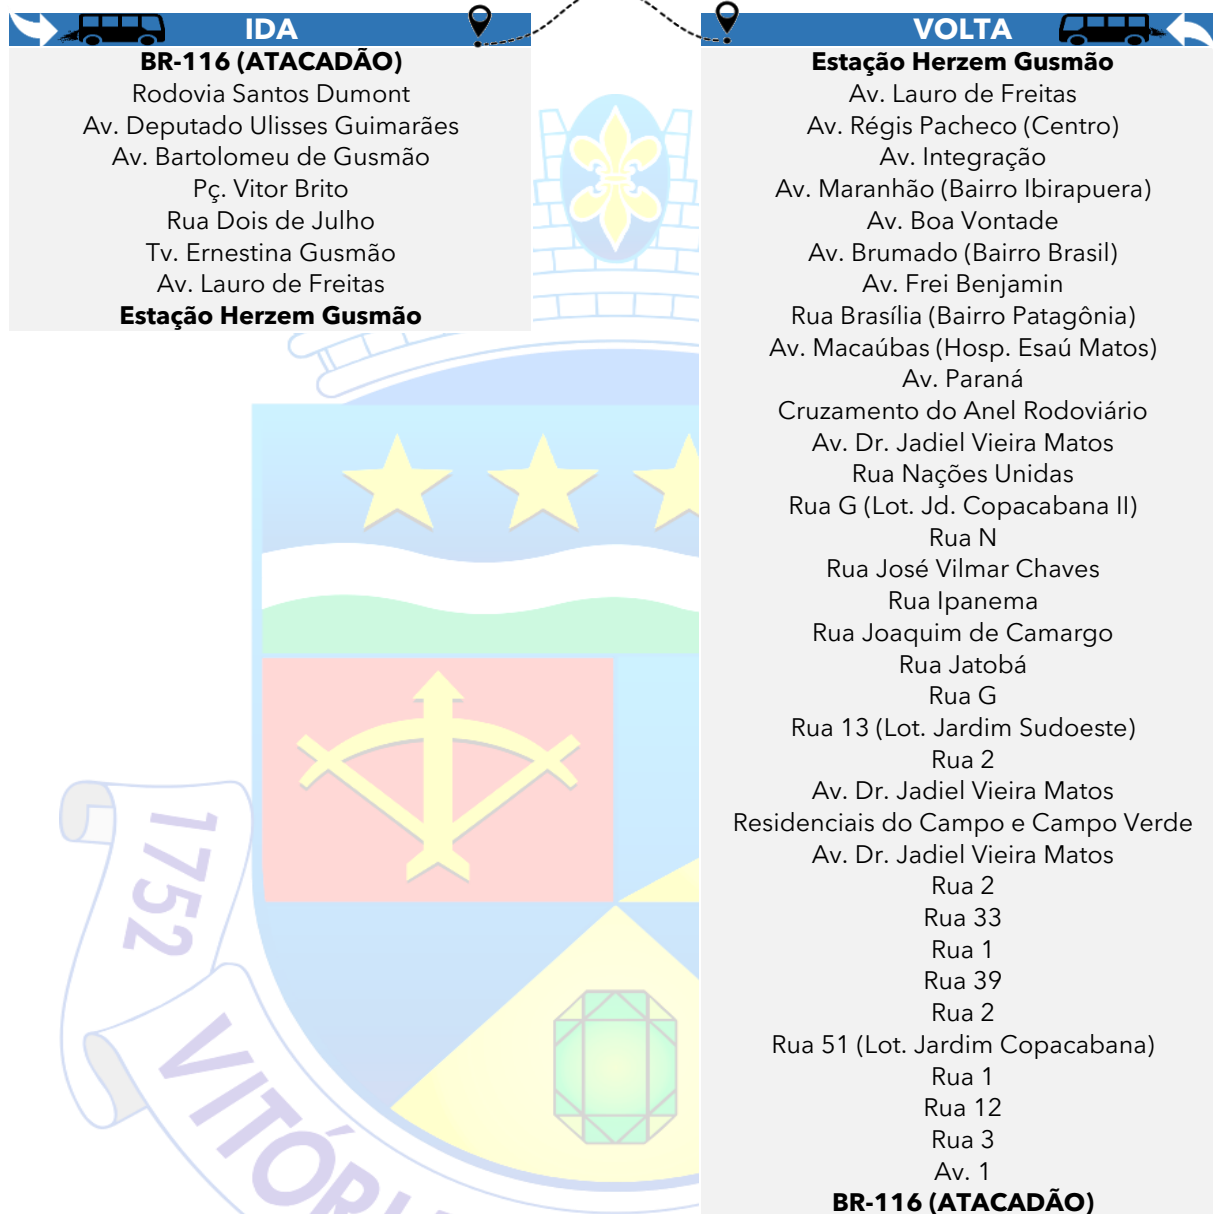 IDA
BR-116 (ATACADÃO)
Rodovia Santos Dumont
Av. Deputado Ulisses Guimarães
Av. Bartolomeu de Gusmão
Pç. Vitor Brito
Rua Dois de Julho
Tv. Ernestina Gusmão
Av. Lauro de Freitas
Estação Herzem Gusmão
VOLTA
Estação Herzem Gusmão
Av. Lauro de Freitas
Av. Régis Pacheco (Centro)
Av. Integração
Av. Maranhão (Bairro Ibirapuera)
Av. Boa Vontade
Av. Brumado (Bairro Brasil)
Av. Frei Benjamin
Rua Brasília (Bairro Patagônia)
Av. Macaúbas (Hosp. Esaú Matos)
Av. Paraná
Cruzamento do Anel Rodoviário
Av. Dr. Jadiel Vieira Matos
Rua Nações Unidas
Rua G (Lot. Jd. Copacabana II)
Rua N
Rua José Vilmar Chaves
Rua Ipanema
Rua Joaquim de Camargo
Rua Jatobá
Rua G
Rua 13 (Lot. Jardim Sudoeste)
Rua 2
Av. Dr. Jadiel Vieira Matos
Residenciais do Campo e Campo Verde
Av. Dr. Jadiel Vieira Matos
Rua 2
Rua 33
Rua 1
Rua 39
Rua 2
Rua 51 (Lot. Jardim Copacabana)
Rua 1
Rua 12
Rua 3
Av. 1
BR-116 (ATACADÃO)
1752